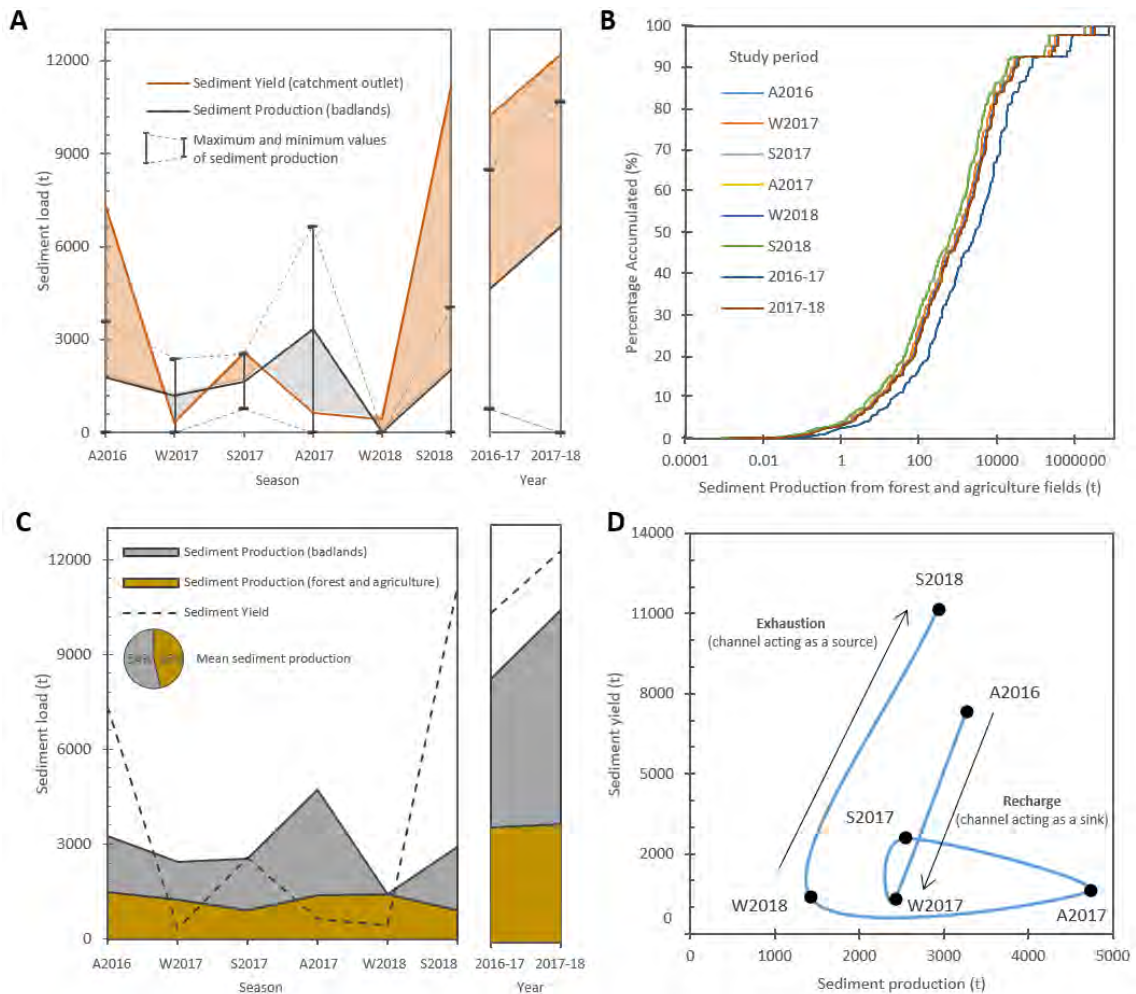 A
12000
9000
6000
3000
0
Sediment load (t)
Sediment Yield (catchment outlet)
Sediment Production (badlands)
Maximum and minimum values
of sediment production
A2016 W2017 S2017 A2017 W2018 S2018
Season
2016-17 2017-18
Year
B
100
90
80
70
60
50
40
30
20
10
0
Percentage Accumulated (%)
Study period
A2016
W2017
S2017
A2017
W2018
S2018
2016-17
2017-18
0.0001 0.01 1 100 10000 1000000
Sediment Production from forest and agriculture fields (t)
C
12000
9000
6000
3000
0
Sediment load (t)
Sediment Production (badlands)
Sediment Production (forest and agriculture)
Sediment Yield
54%
Mean sediment production
A2016 W2017 S2017 A2017 W2018 S2018
Season
2016-17 2017-18
Year
D
14000
11000
8000
5000
2000
0
Sediment yield (t)
S2018
Exhaustion
(channel acting as a source)
A2016
Recharge
(channel acting as a sink)
S2017
W2018
W2017
A2017
0 1000 2000 3000 4000 5000
Sediment production (t)